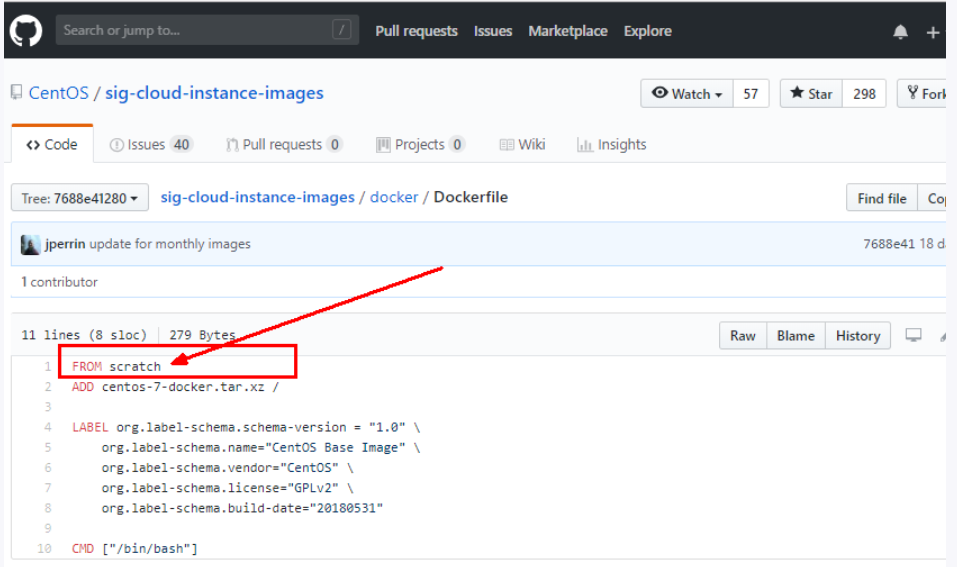 Search or jump to... / Pull requests Issues Marketplace Explore +
CentOS / sig-cloud-instance-images Watch 57 Star 298 Fork
Code Issues 40 Pull requests 0 Projects 0 Wiki Insights
Tree: 7688e41280 sig-cloud-instance-images / docker / Dockerfile Find file
jperrin update for monthly images 7688e41 18 d
1 contributor
11 lines (8 sloc) 279 Bytes Raw Blame History
1 FROM scratch
2 ADD centos-7-docker.tar.xz /
3
4 LABEL org.label-schema.schema-version = "1.0" \
5 org.label-schema.name="CentOS Base Image" \
6 org.label-schema.vendor="CentOS" \
7 org.label-schema.license="GPLv2" \
8 org.label-schema.build-date="20180531"
9
10 CMD ["/bin/bash"]